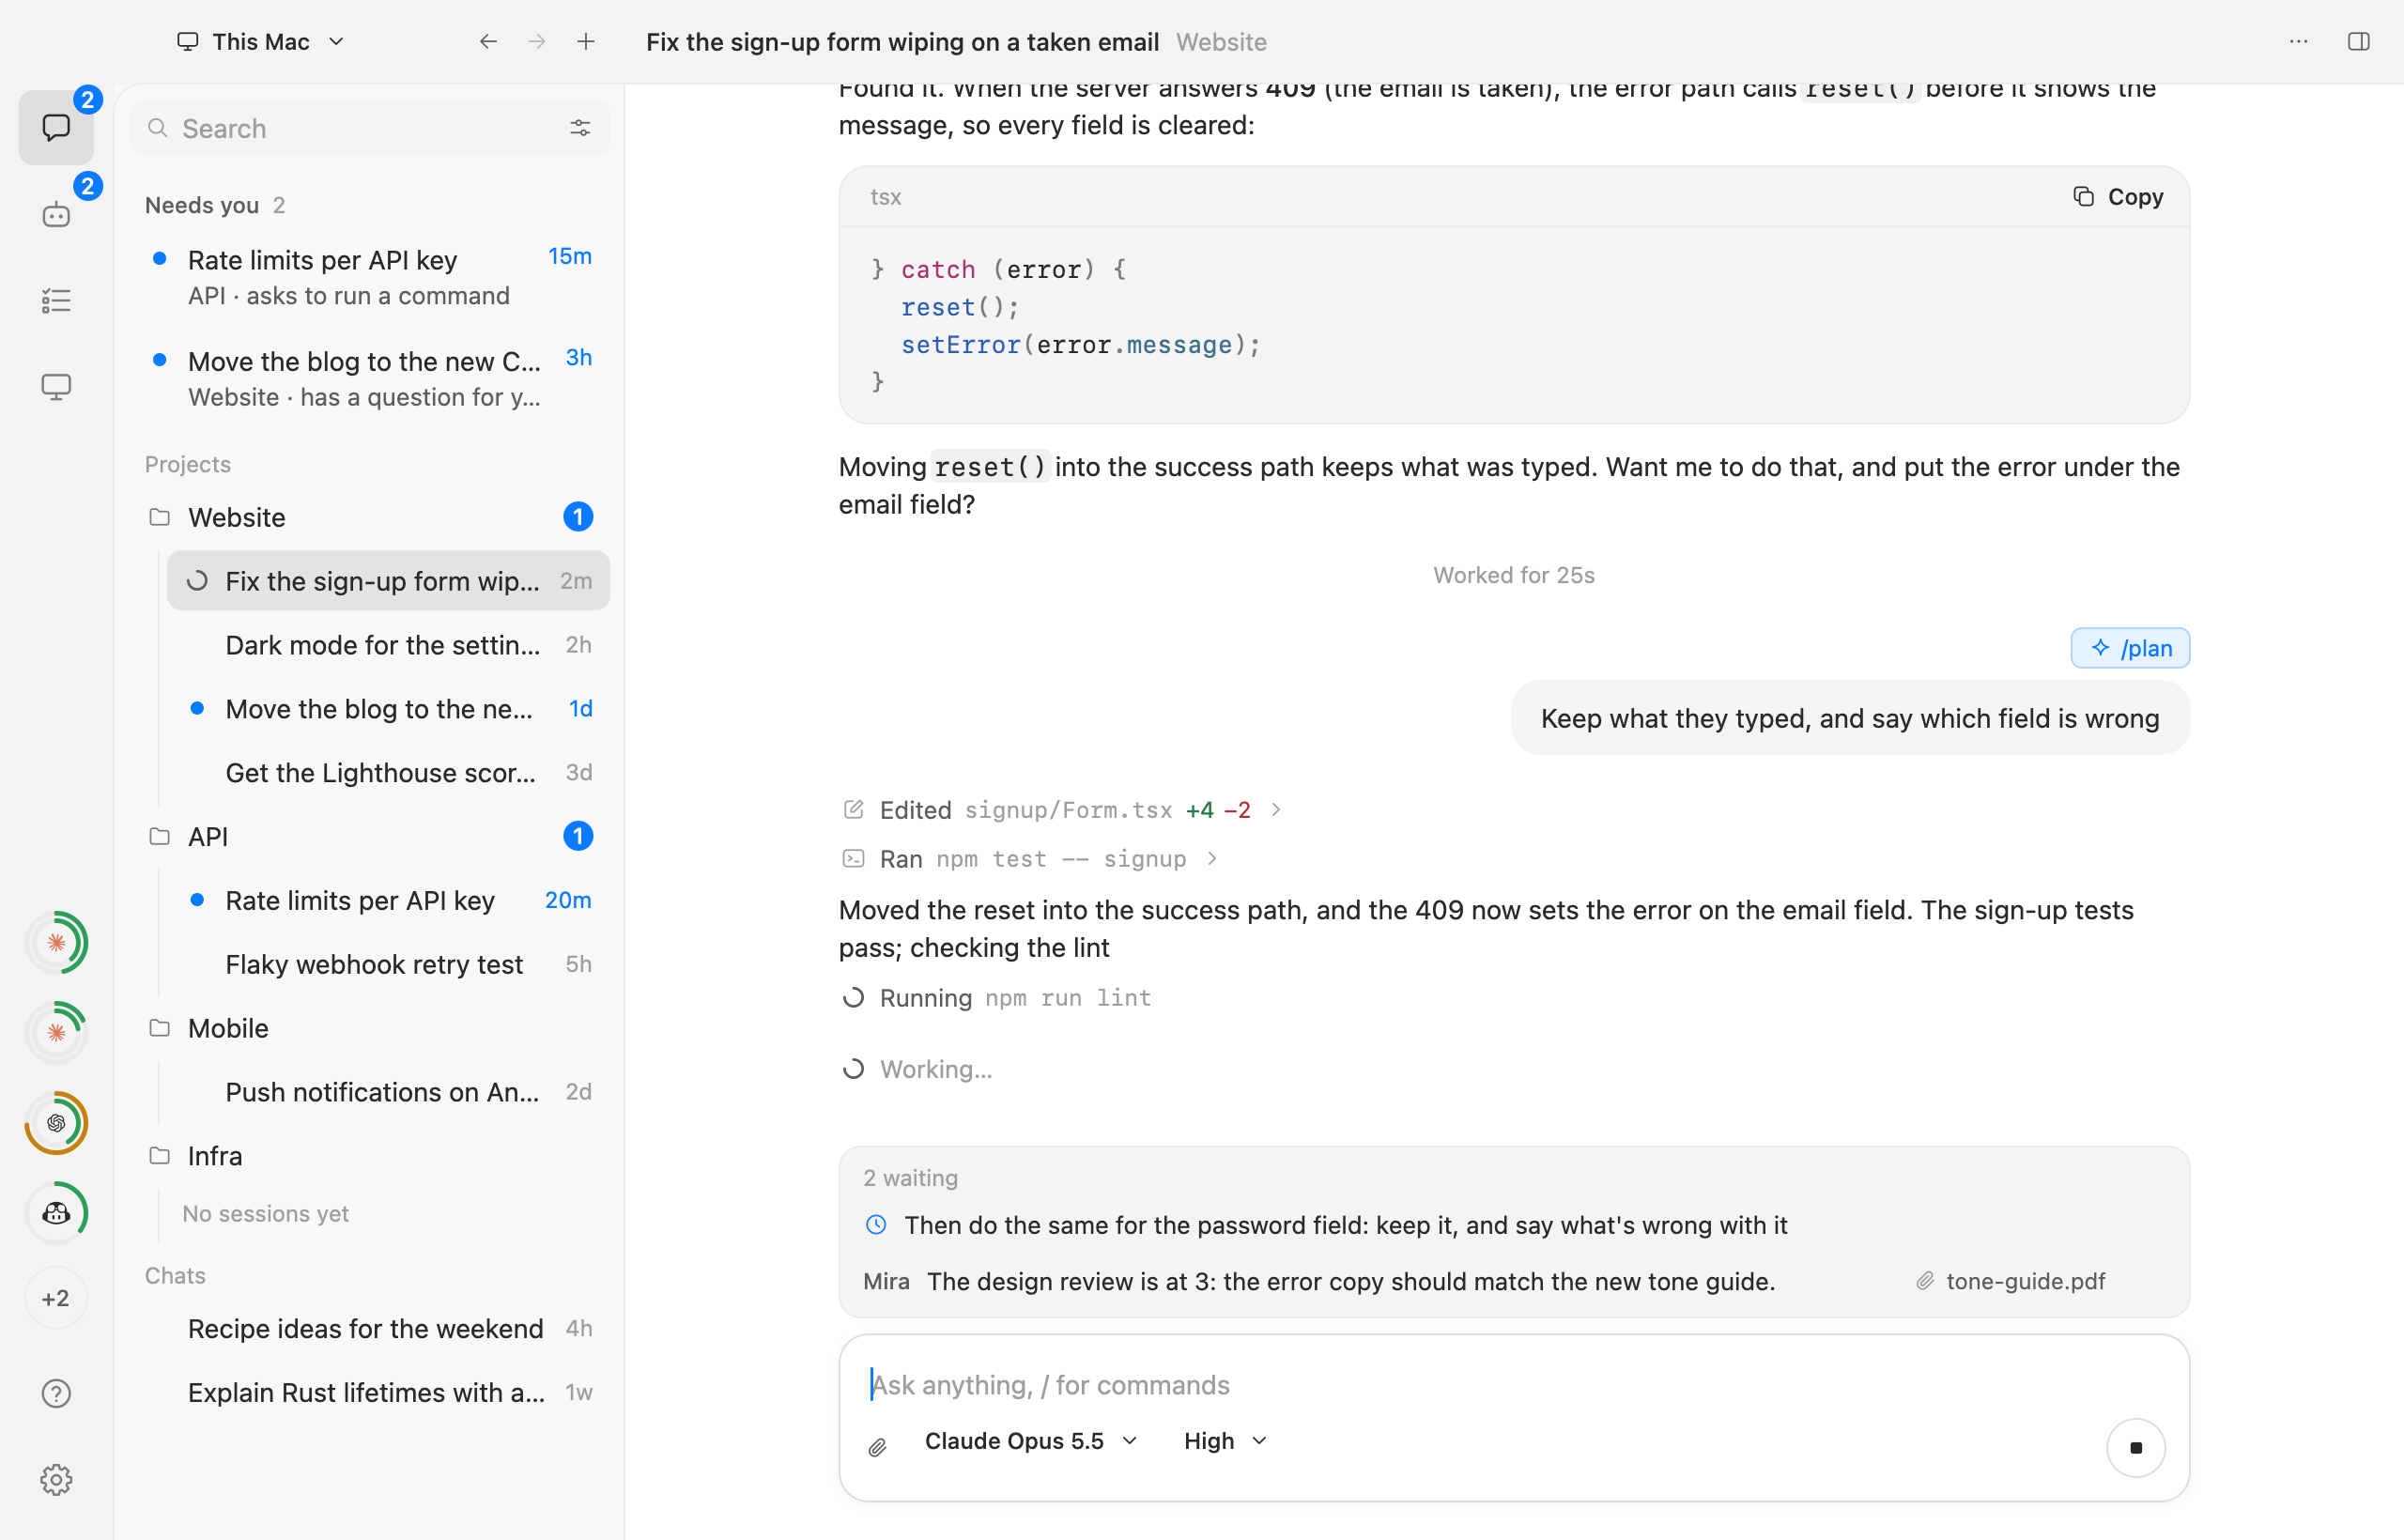 This Mac
Fix the sign-up form wiping on a taken email Website
2
2
Search
Needs you 2
Rate limits per API key 15m
API · asks to run a command
Move the blog to the new C... 3h
Website · has a question for y...
Projects
Website 1
Fix the sign-up form wip... 2m
Dark mode for the settin... 2h
Move the blog to the ne... 1d
Get the Lighthouse scor... 3d
API 1
Rate limits per API key 20m
Flaky webhook retry test 5h
Mobile
Push notifications on An... 2d
Infra
No sessions yet
Chats
Recipe ideas for the weekend 4h
Explain Rust lifetimes with a... 1w
+2
Found it. When the server answers 409 (the email is taken), the error path calls reset() before it shows the
message, so every field is cleared:
tsx Copy
} catch (error) {
reset();
setError(error.message);
}
Moving reset() into the success path keeps what was typed. Want me to do that, and put the error under the
email field?
Worked for 25s
/plan
Keep what they typed, and say which field is wrong
Edited signup/Form.tsx +4 −2
Ran npm test -- signup
Moved the reset into the success path, and the 409 now sets the error on the email field. The sign-up tests
pass; checking the lint
Running npm run lint
Working...
2 waiting
Then do the same for the password field: keep it, and say what's wrong with it
Mira The design review is at 3: the error copy should match the new tone guide. tone-guide.pdf
Ask anything, / for commands
Claude Opus 5.5 High